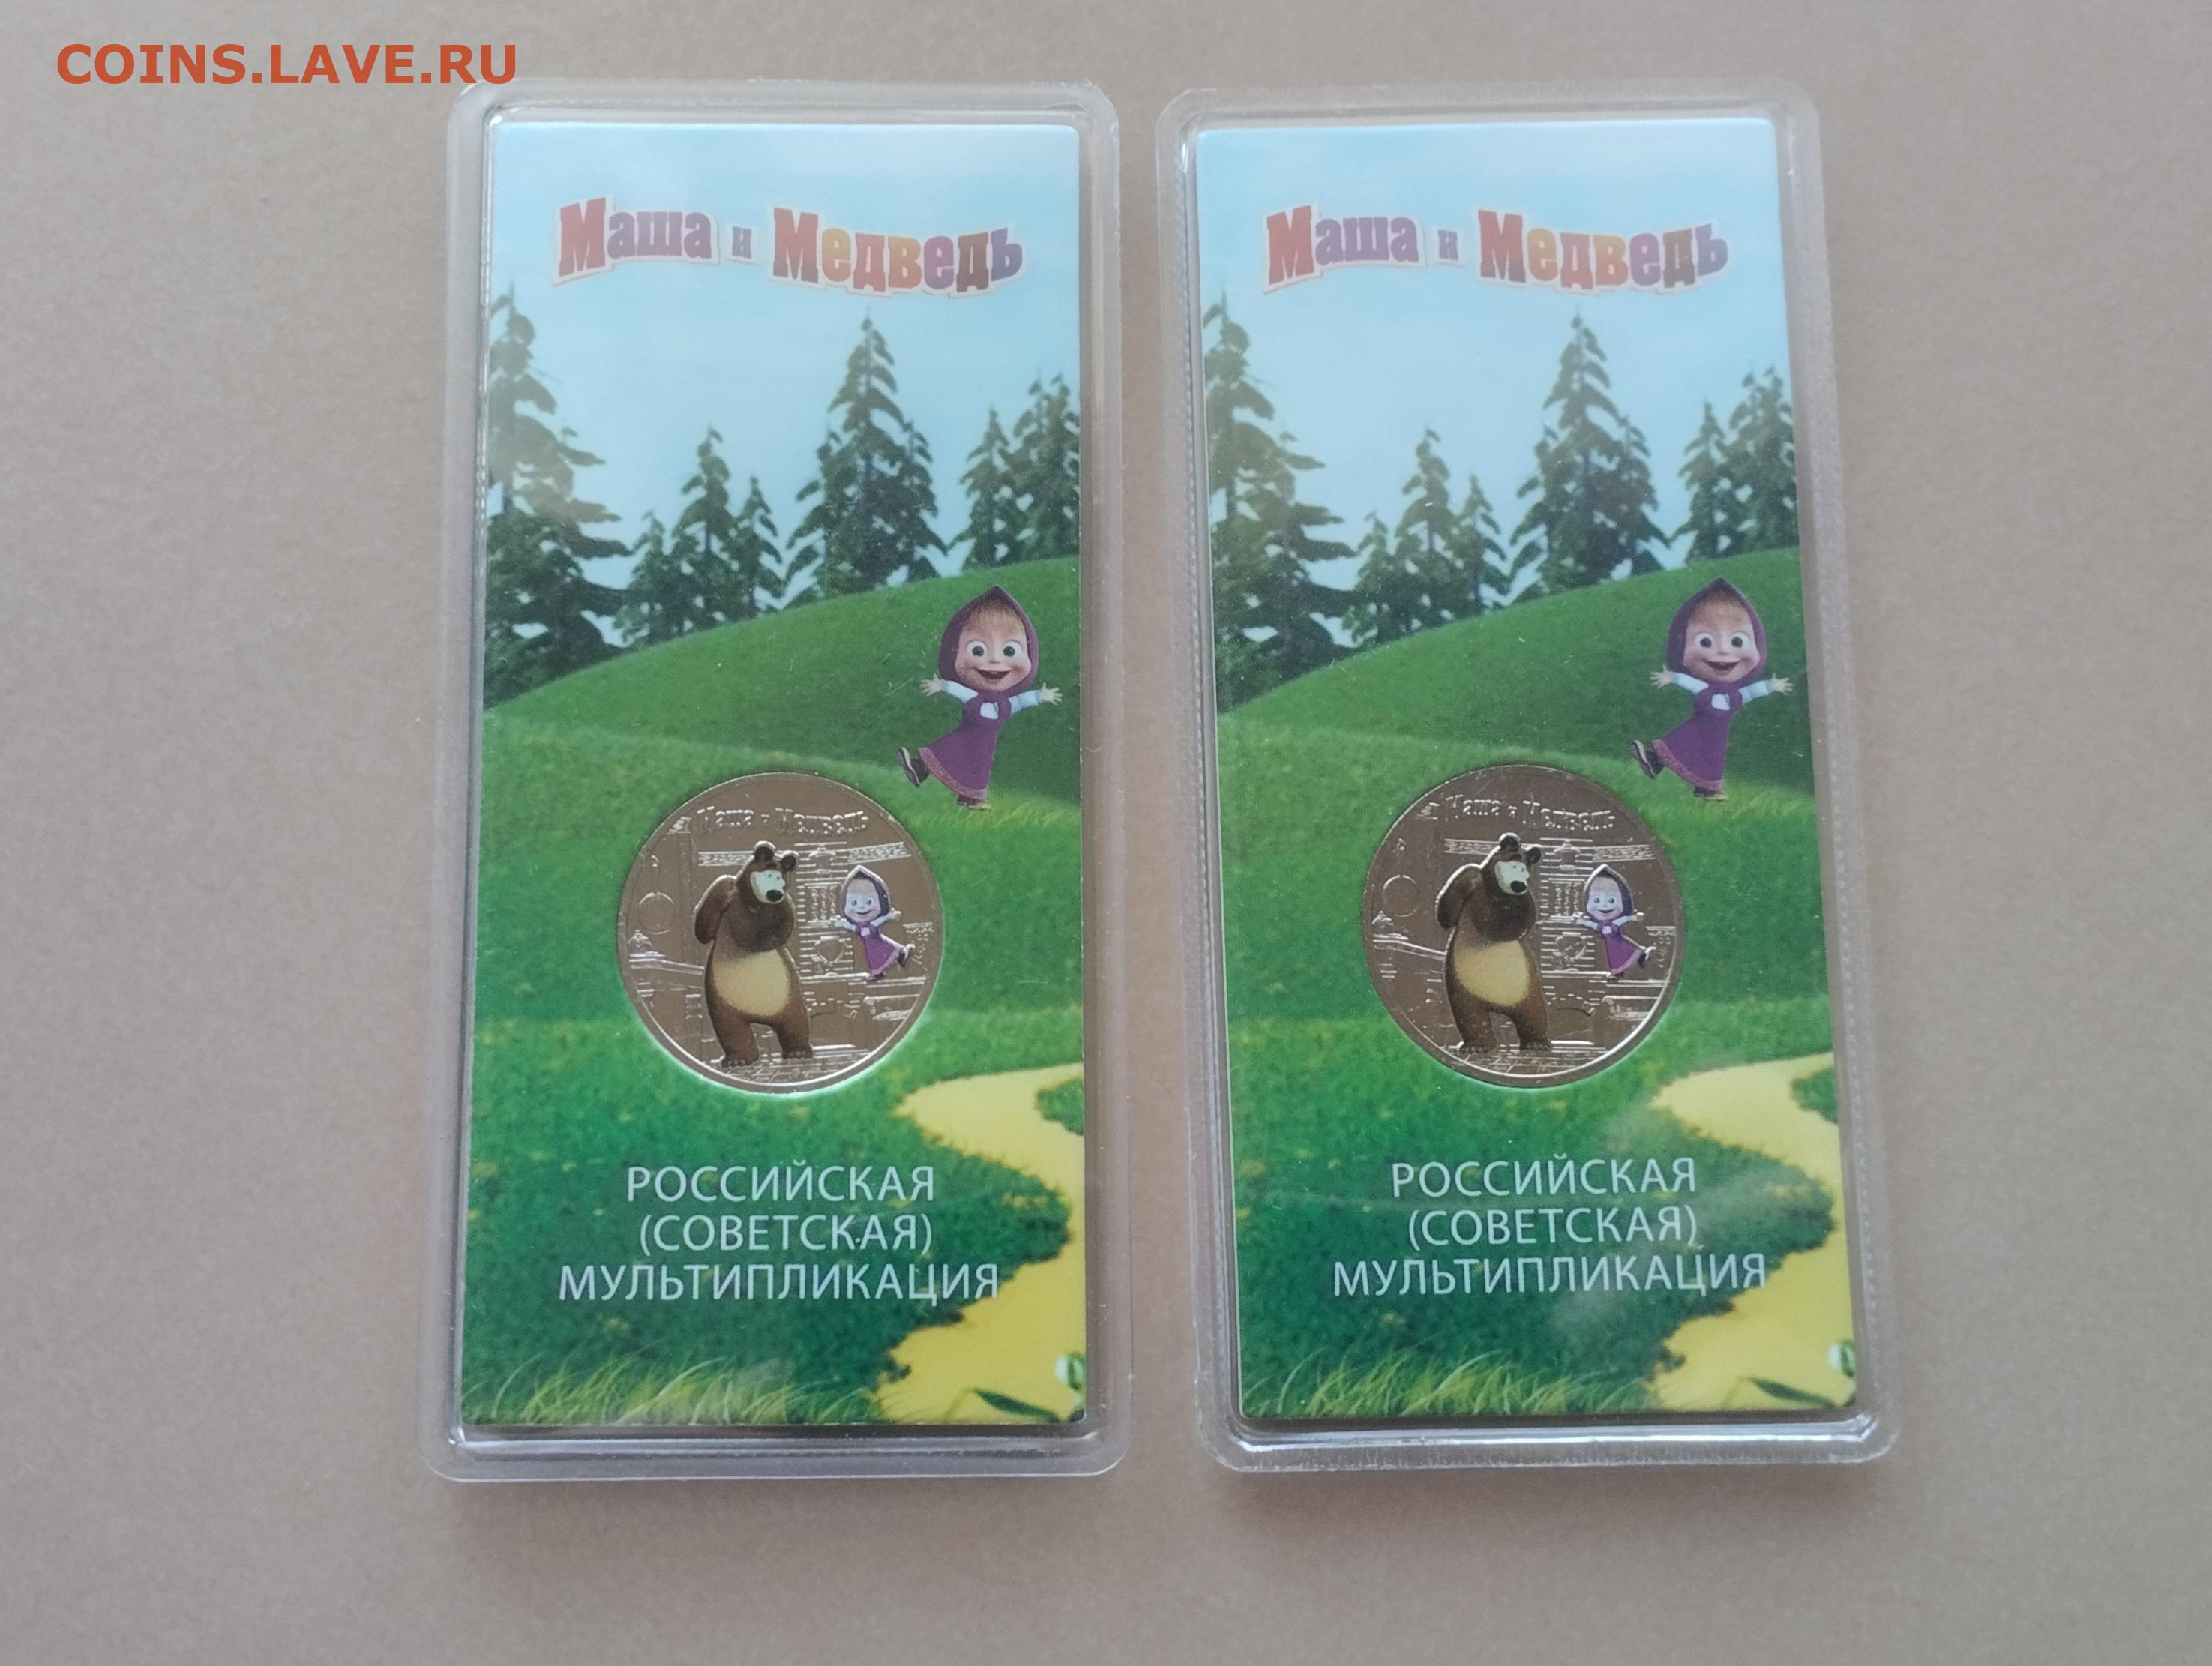 COINS.LAVE.RU
Маша и Медведь
Маша и Медведь
РОССИЙСКАЯ
(СОВЕТСКАЯ)
МУЛЬТИПЛИКАЦИЯ
Маша и Медведь
Маша и Медведь
РОССИЙСКАЯ
(СОВЕТСКАЯ)
МУЛЬТИПЛИКАЦИЯ